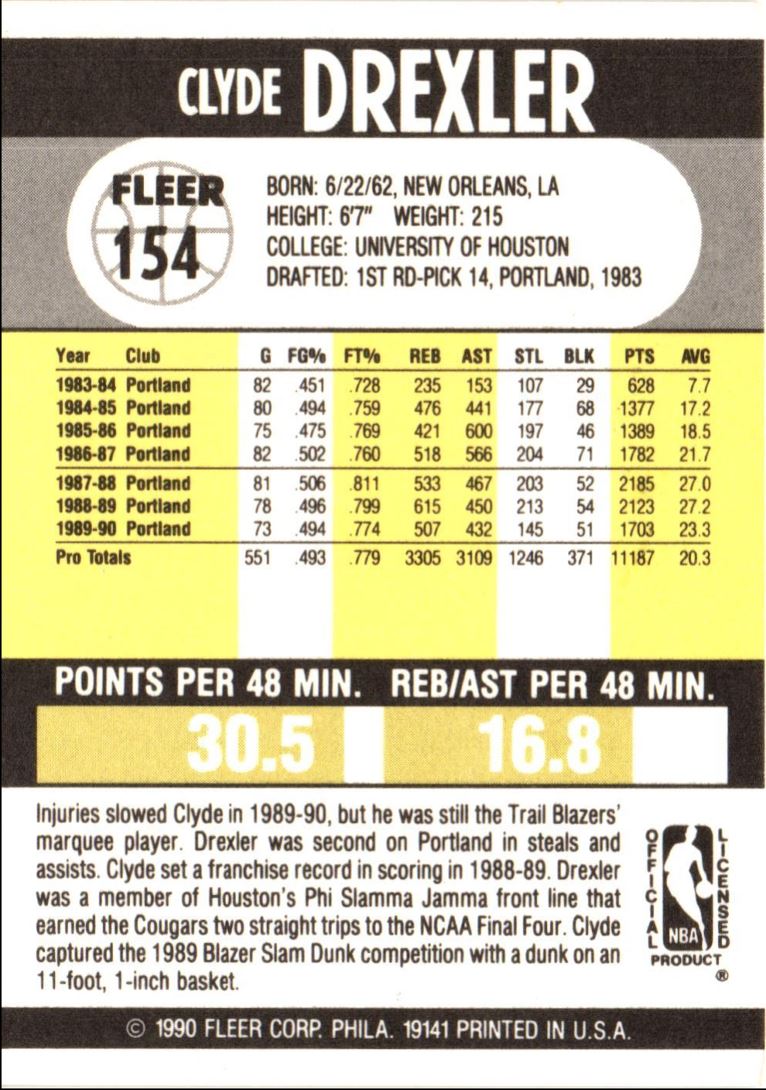 CLYDE DREXLER
FLEER
154
BORN: 6/22/62, NEW ORLEANS, LA
HEIGHT: 6'7" WEIGHT: 215
COLLEGE: UNIVERSITY OF HOUSTON
DRAFTED: 1ST RD-PICK 14, PORTLAND, 1983
Year Club G FG% FT% REB AST STL BLK PTS AVG
1983-84 Portland 82 .451 .728 235 153 107 29 628 7.7
1984-85 Portland 80 .494 .759 476 441 177 68 1377 17.2
1985-86 Portland 75 .475 .769 421 600 197 46 1389 18.5
1986-87 Portland 82 .502 .760 518 566 204 71 1782 21.7
1987-88 Portland 81 .506 .811 533 467 203 52 2185 27.0
1988-89 Portland 78 .496 .799 615 450 213 54 2123 27.2
1989-90 Portland 73 .494 .774 507 432 145 51 1703 23.3
Pro Totals 551 .493 .779 3305 3109 1246 371 11187 20.3
POINTS PER 48 MIN. REB/AST PER 48 MIN.
30.5 16.8
Injuries slowed Clyde in 1989-90, but he was still the Trail Blazers'
marquee player. Drexler was second on Portland in steals and
assists. Clyde set a franchise record in scoring in 1988-89. Drexler
was a member of Houston's Phi Slamma Jamma front line that
earned the Cougars two straight trips to the NCAA Final Four. Clyde
captured the 1989 Blazer Slam Dunk competition with a dunk on an
11-foot, 1-inch basket.
OFFICIAL
LICENSED
NBA
PRODUCT
®
© 1990 FLEER CORP. PHILA. 19141 PRINTED IN U.S.A.